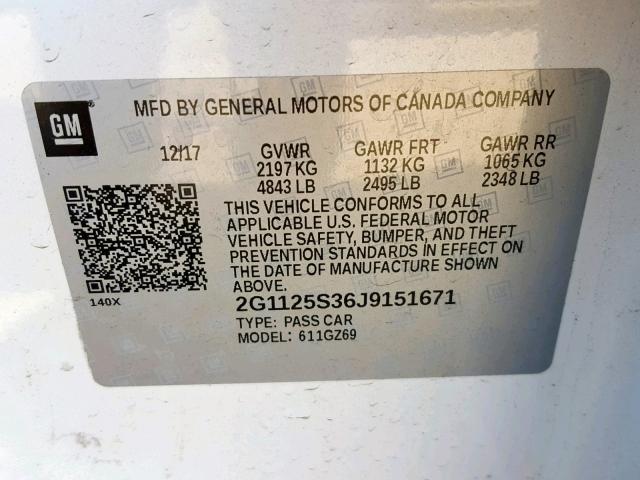 GM
MFD BY GENERAL MOTORS OF CANADA COMPANY
12/17 GVWR GAWR FRT GAWR RR
2197 KG 1132 KG 1065 KG
4843 LB 2495 LB 2348 LB
THIS VEHICLE CONFORMS TO ALL
APPLICABLE U.S. FEDERAL MOTOR
VEHICLE SAFETY, BUMPER, AND THEFT
PREVENTION STANDARDS IN EFFECT ON
THE DATE OF MANUFACTURE SHOWN
ABOVE.
140X
2G1125S36J9151671
TYPE: PASS CAR
MODEL: 611GZ69